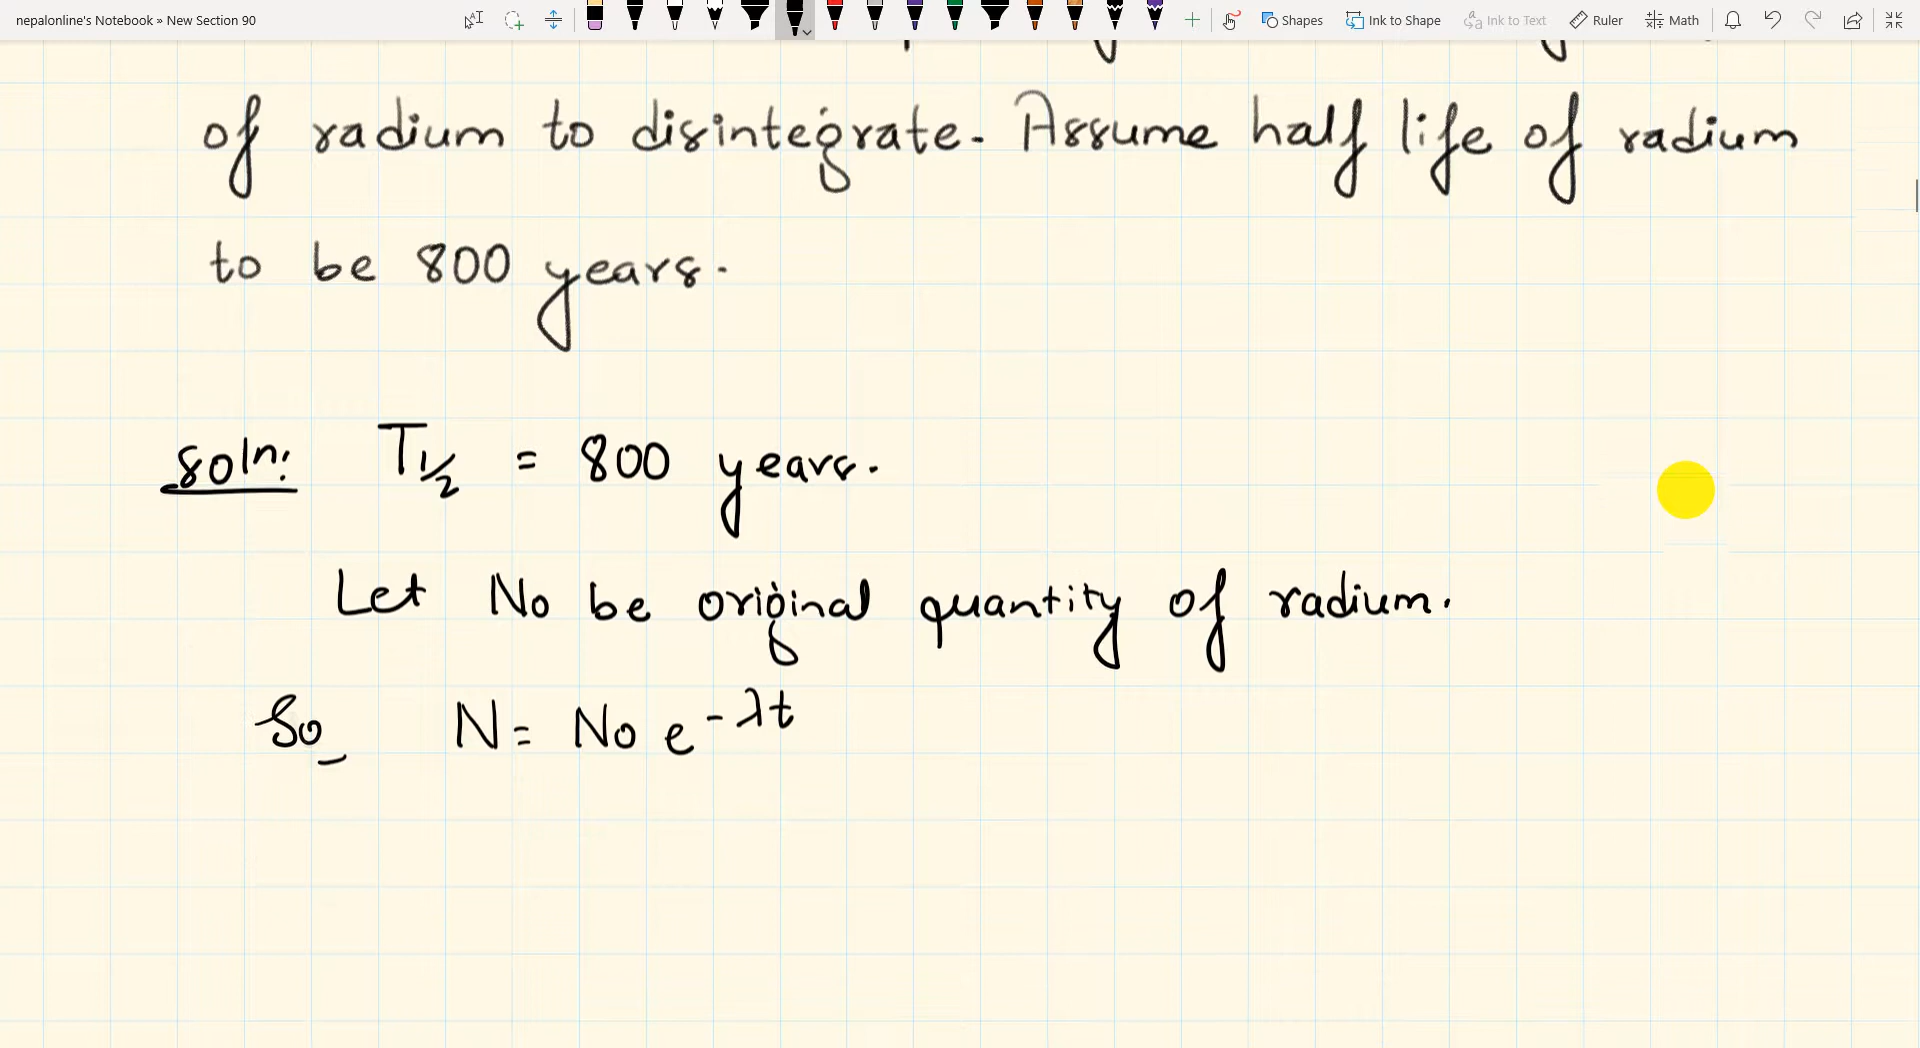 nepalonline's Notebook » New Section 90
Shapes Ink to Shape Ink to Text Ruler Math
of radium to disintegrate. Assume half life of radium
to be 800 years.
soln: T1/2 = 800 years.
Let No be original quantity of radium.
So N = No e^-λt